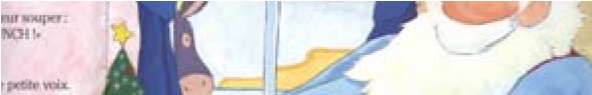 eur souper :
NCH !»
petite voix.